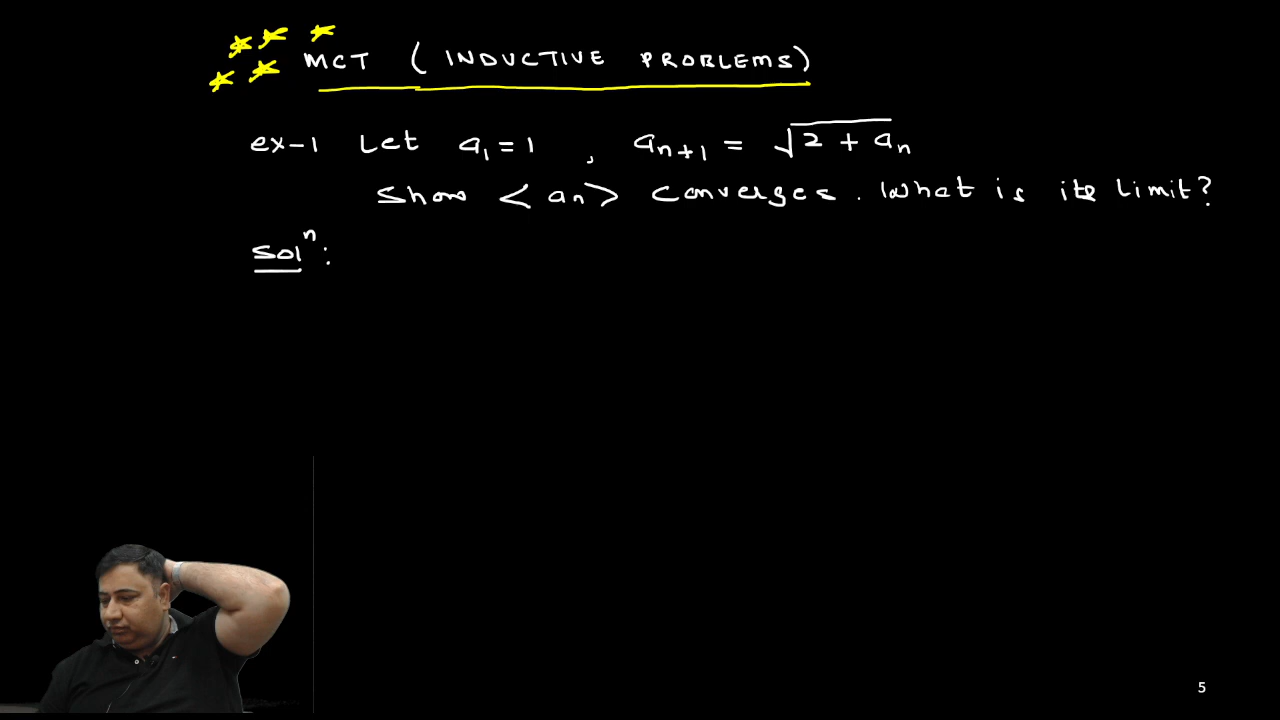 MCT ( INDUCTIVE PROBLEMS)
ex-1 Let a₁ = 1 , aₙ₊₁ = √(2 + aₙ)
Show < aₙ > converges. What is its limit?
Solⁿ:
5